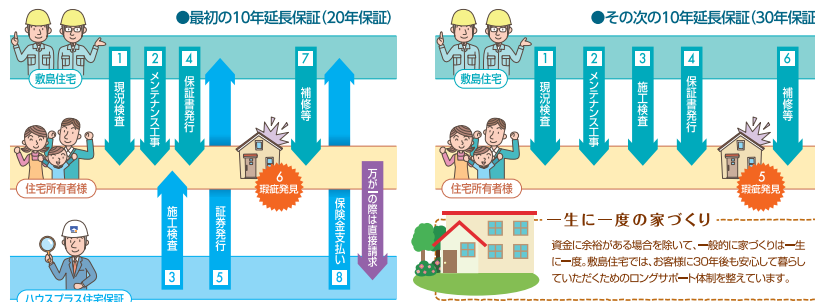 ●最初の10年延長保証(20年保証)
敷島住宅
1 現況検査
2 メンテナンス工事
4 保証書発行
7 補修等
住宅所有者様
6
瑕疵発見
施工検査 3
証券発行 5
保険金支払い 8
万が一の際は直接請求
ハウスプラス住宅保証
●その次の10年延長保証(30年保証
敷島住宅
1 現況検査
2 メンテナンス工事
3 施工検査
4 保証書発行
6 補修等
住宅所有者様
5
瑕疵発見
一生に一度の家づくり
資金に余裕がある場合を除いて、一般的に家づくりは一生
に一度。敷島住宅では、お客様に30年後も安心して暮らし
ていただくためのロングサポート体制を整えています。